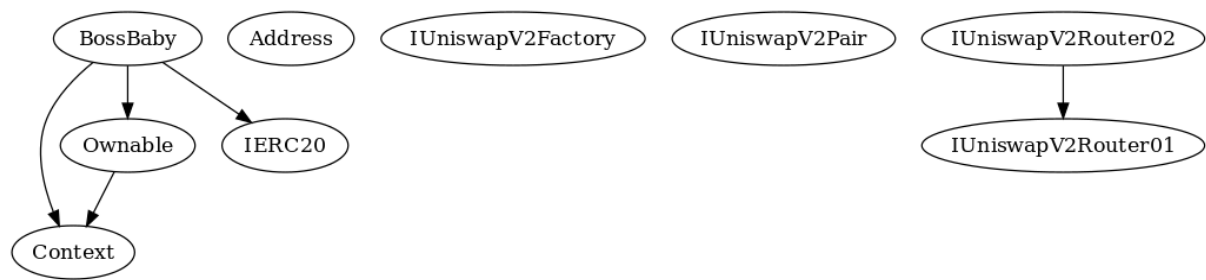 BossBaby
Address
IUniswapV2Factory
IUniswapV2Pair
IUniswapV2Router02
Ownable
IERC20
IUniswapV2Router01
Context